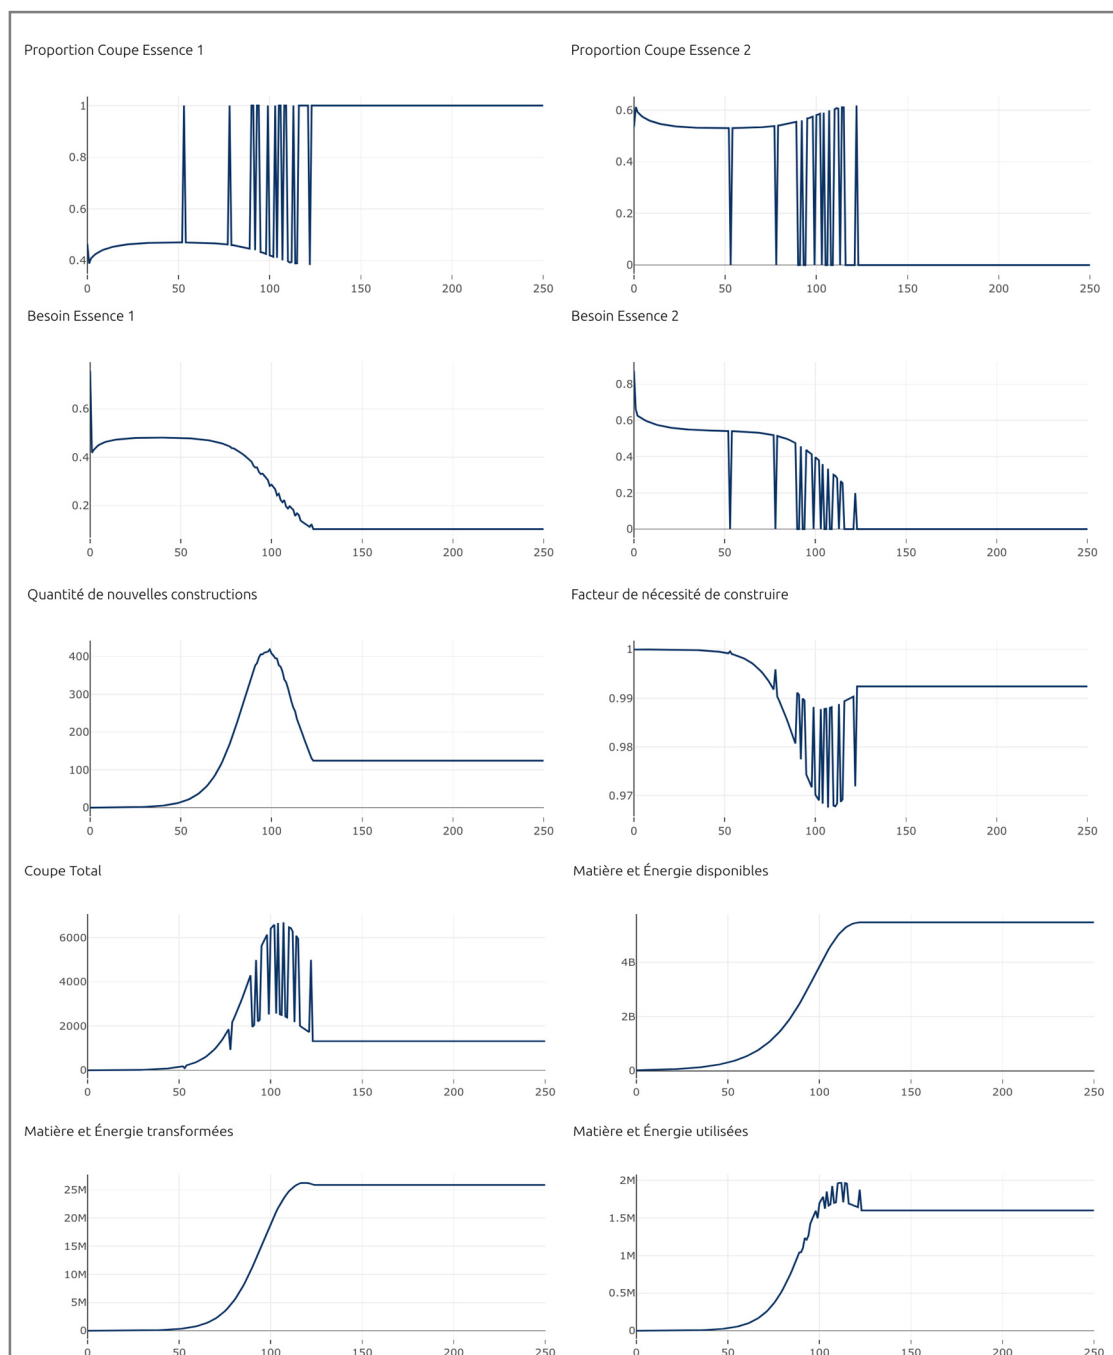 Proportion Coupe Essence 1
1
0.8
0.6
0.4
0 50 100 150 200 250
Proportion Coupe Essence 2
0.6
0.4
0.2
0
0 50 100 150 200 250
Besoin Essence 1
0.6
0.4
0.2
0 50 100 150 200 250
Besoin Essence 2
0.8
0.6
0.4
0.2
0
0 50 100 150 200 250
Quantité de nouvelles constructions
400
300
200
100
0
0 50 100 150 200 250
Facteur de nécessité de construire
1
0.99
0.98
0.97
0 50 100 150 200 250
Coupe Total
6000
4000
2000
0
0 50 100 150 200 250
Matière et Énergie disponibles
4B
2B
0
0 50 100 150 200 250
Matière et Énergie transformées
25M
20M
15M
10M
5M
0
0 50 100 150 200 250
Matière et Énergie utilisées
2M
1.5M
1M
0.5M
0
0 50 100 150 200 250